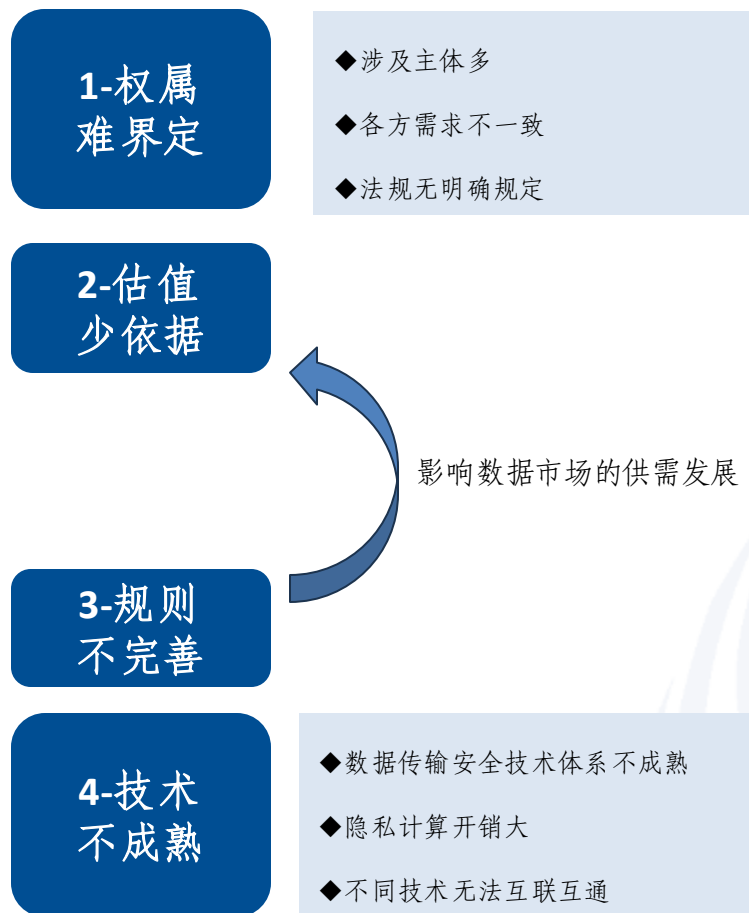 1-权属
难界定
◆涉及主体多
◆各方需求不一致
◆法规无明确规定
2-估值
少依据
影响数据市场的供需发展
3-规则
不完善
4-技术
不成熟
◆数据传输安全技术体系不成熟
◆隐私计算开销大
◆不同技术无法互联互通